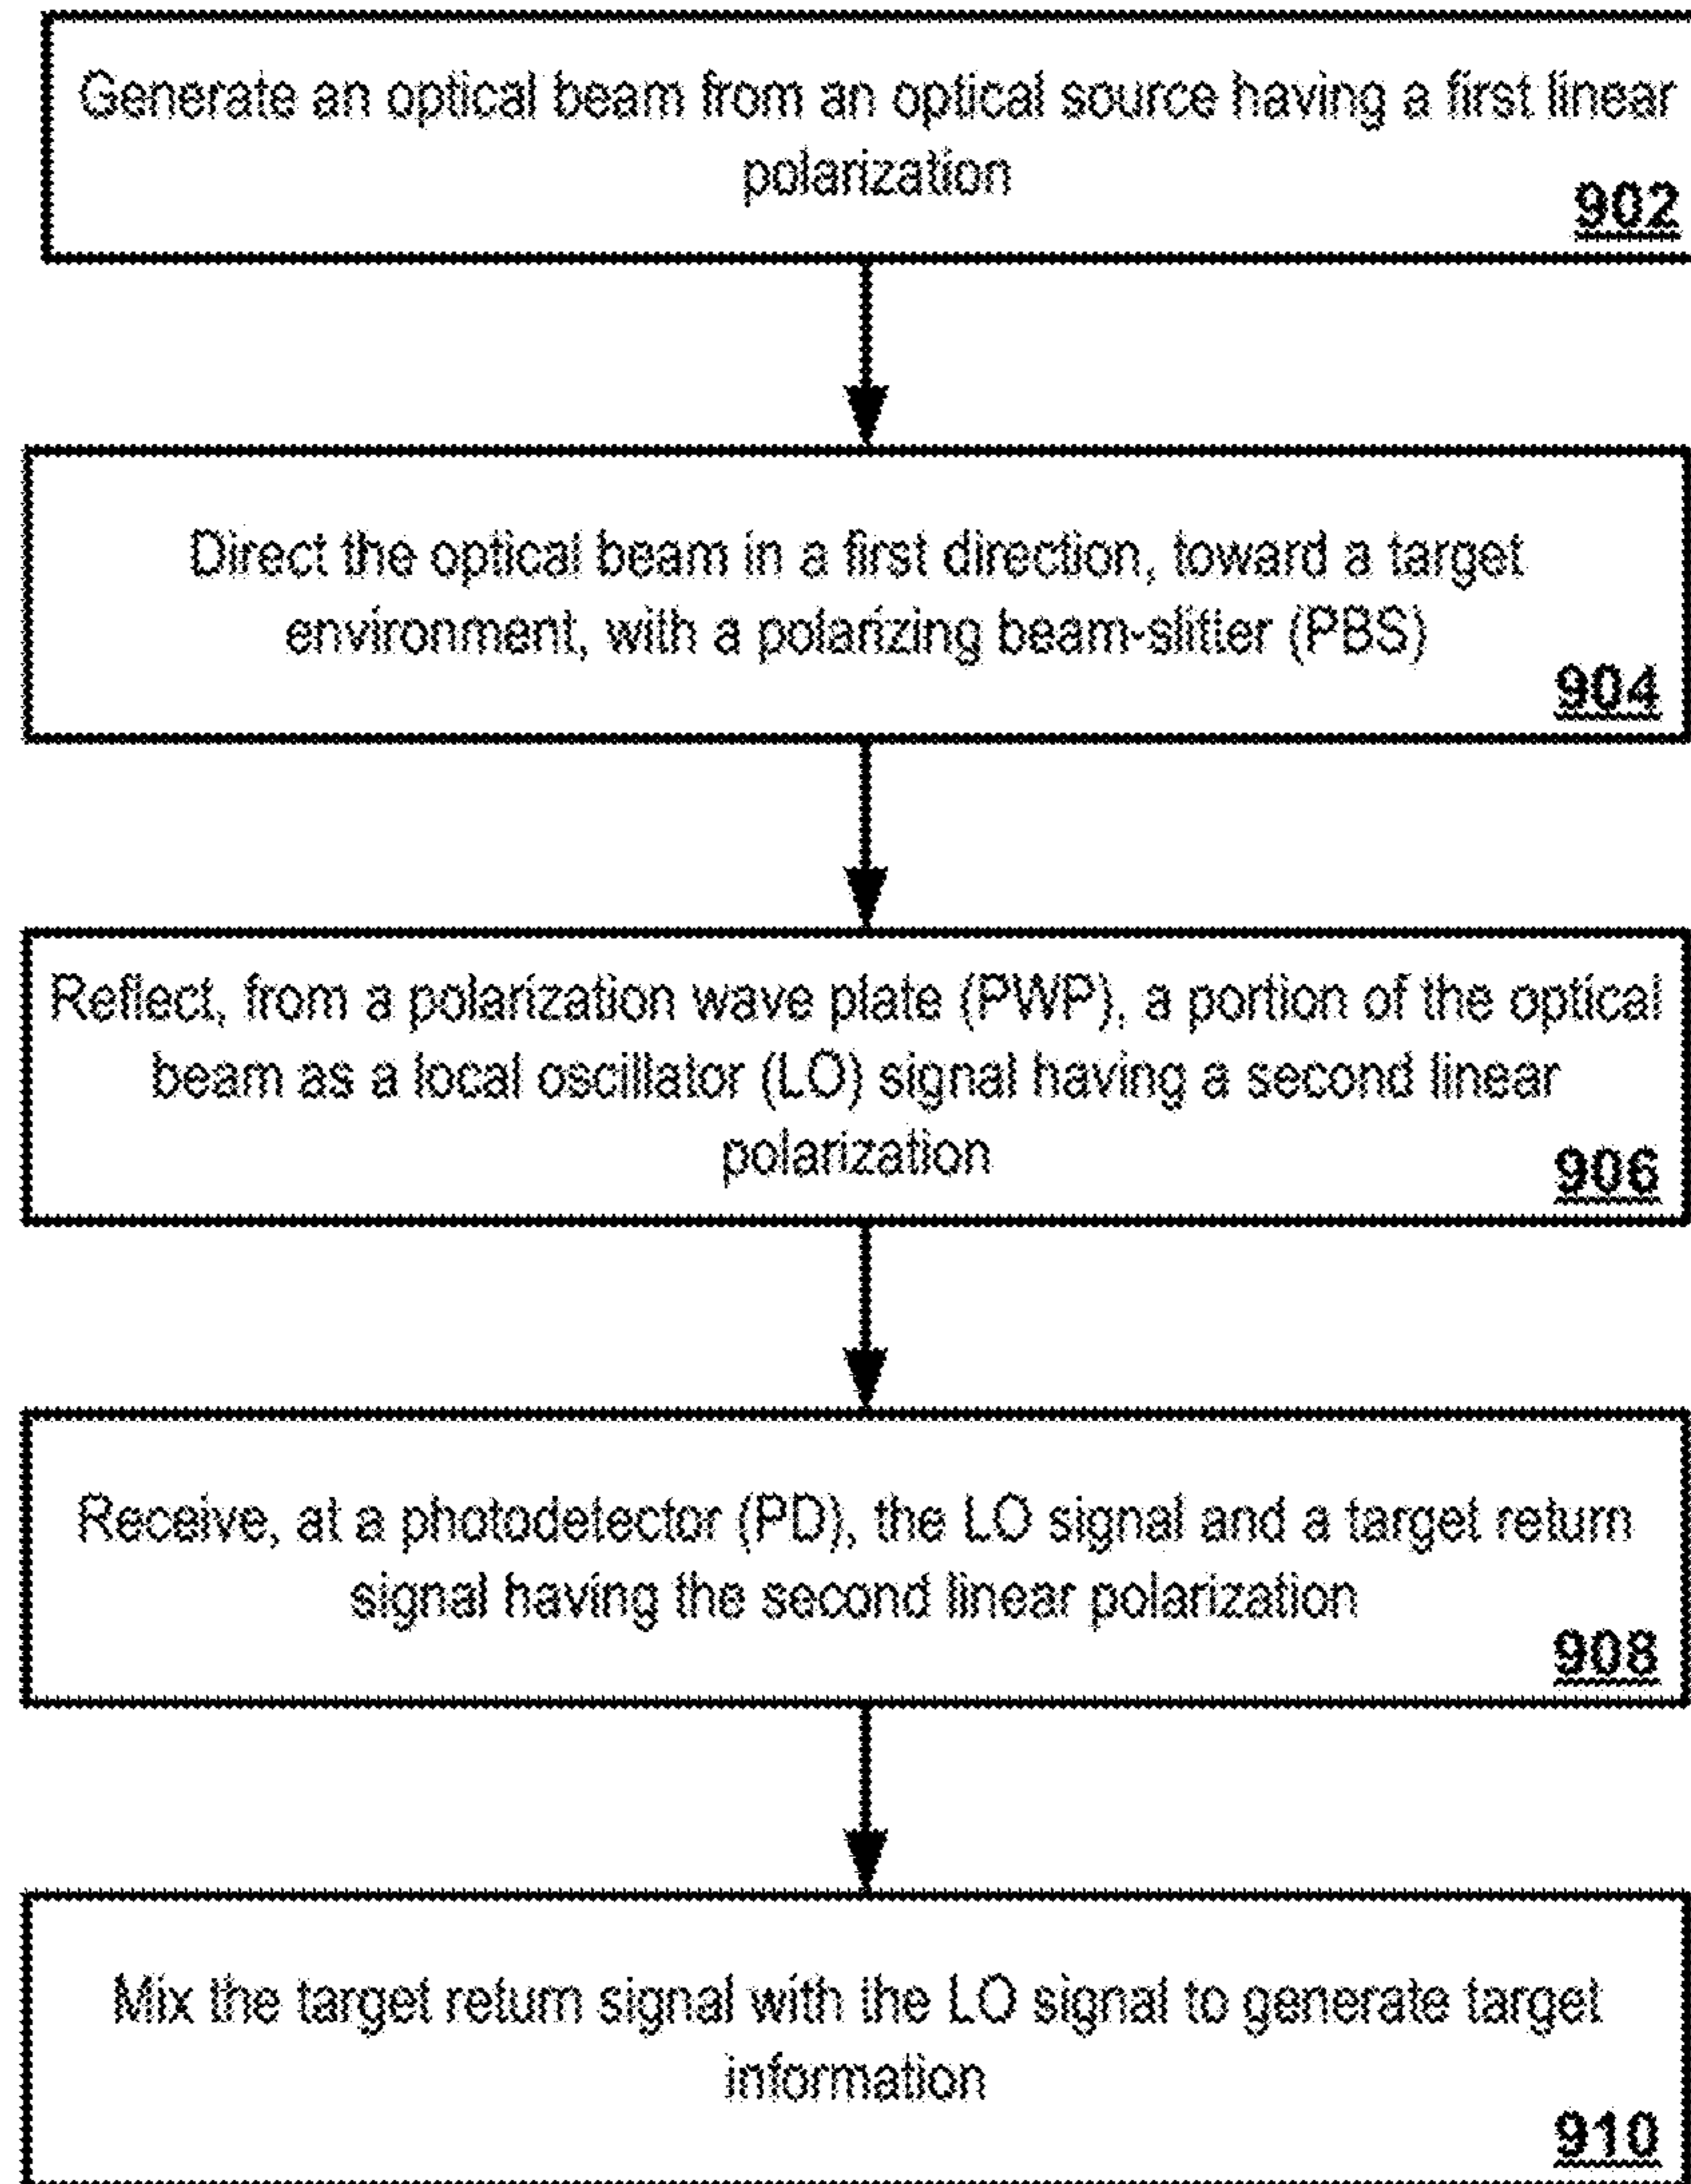 Generate an optical beam from an optical source having a first linear
polarization
902
Direct the optical beam in a first direction, toward a target
environment, with a polarizing beam-slitter (PBS)
904
Reflect, from a polarization wave plate (PWP), a portion of the optical
beam as a local oscillator (LO) signal having a second linear
polarization
906
Receive, at a photodetector (PD), the LO signal and a target return
signal having the second linear polarization
908
Mix the target return signal with the LO signal to generate target
information
910